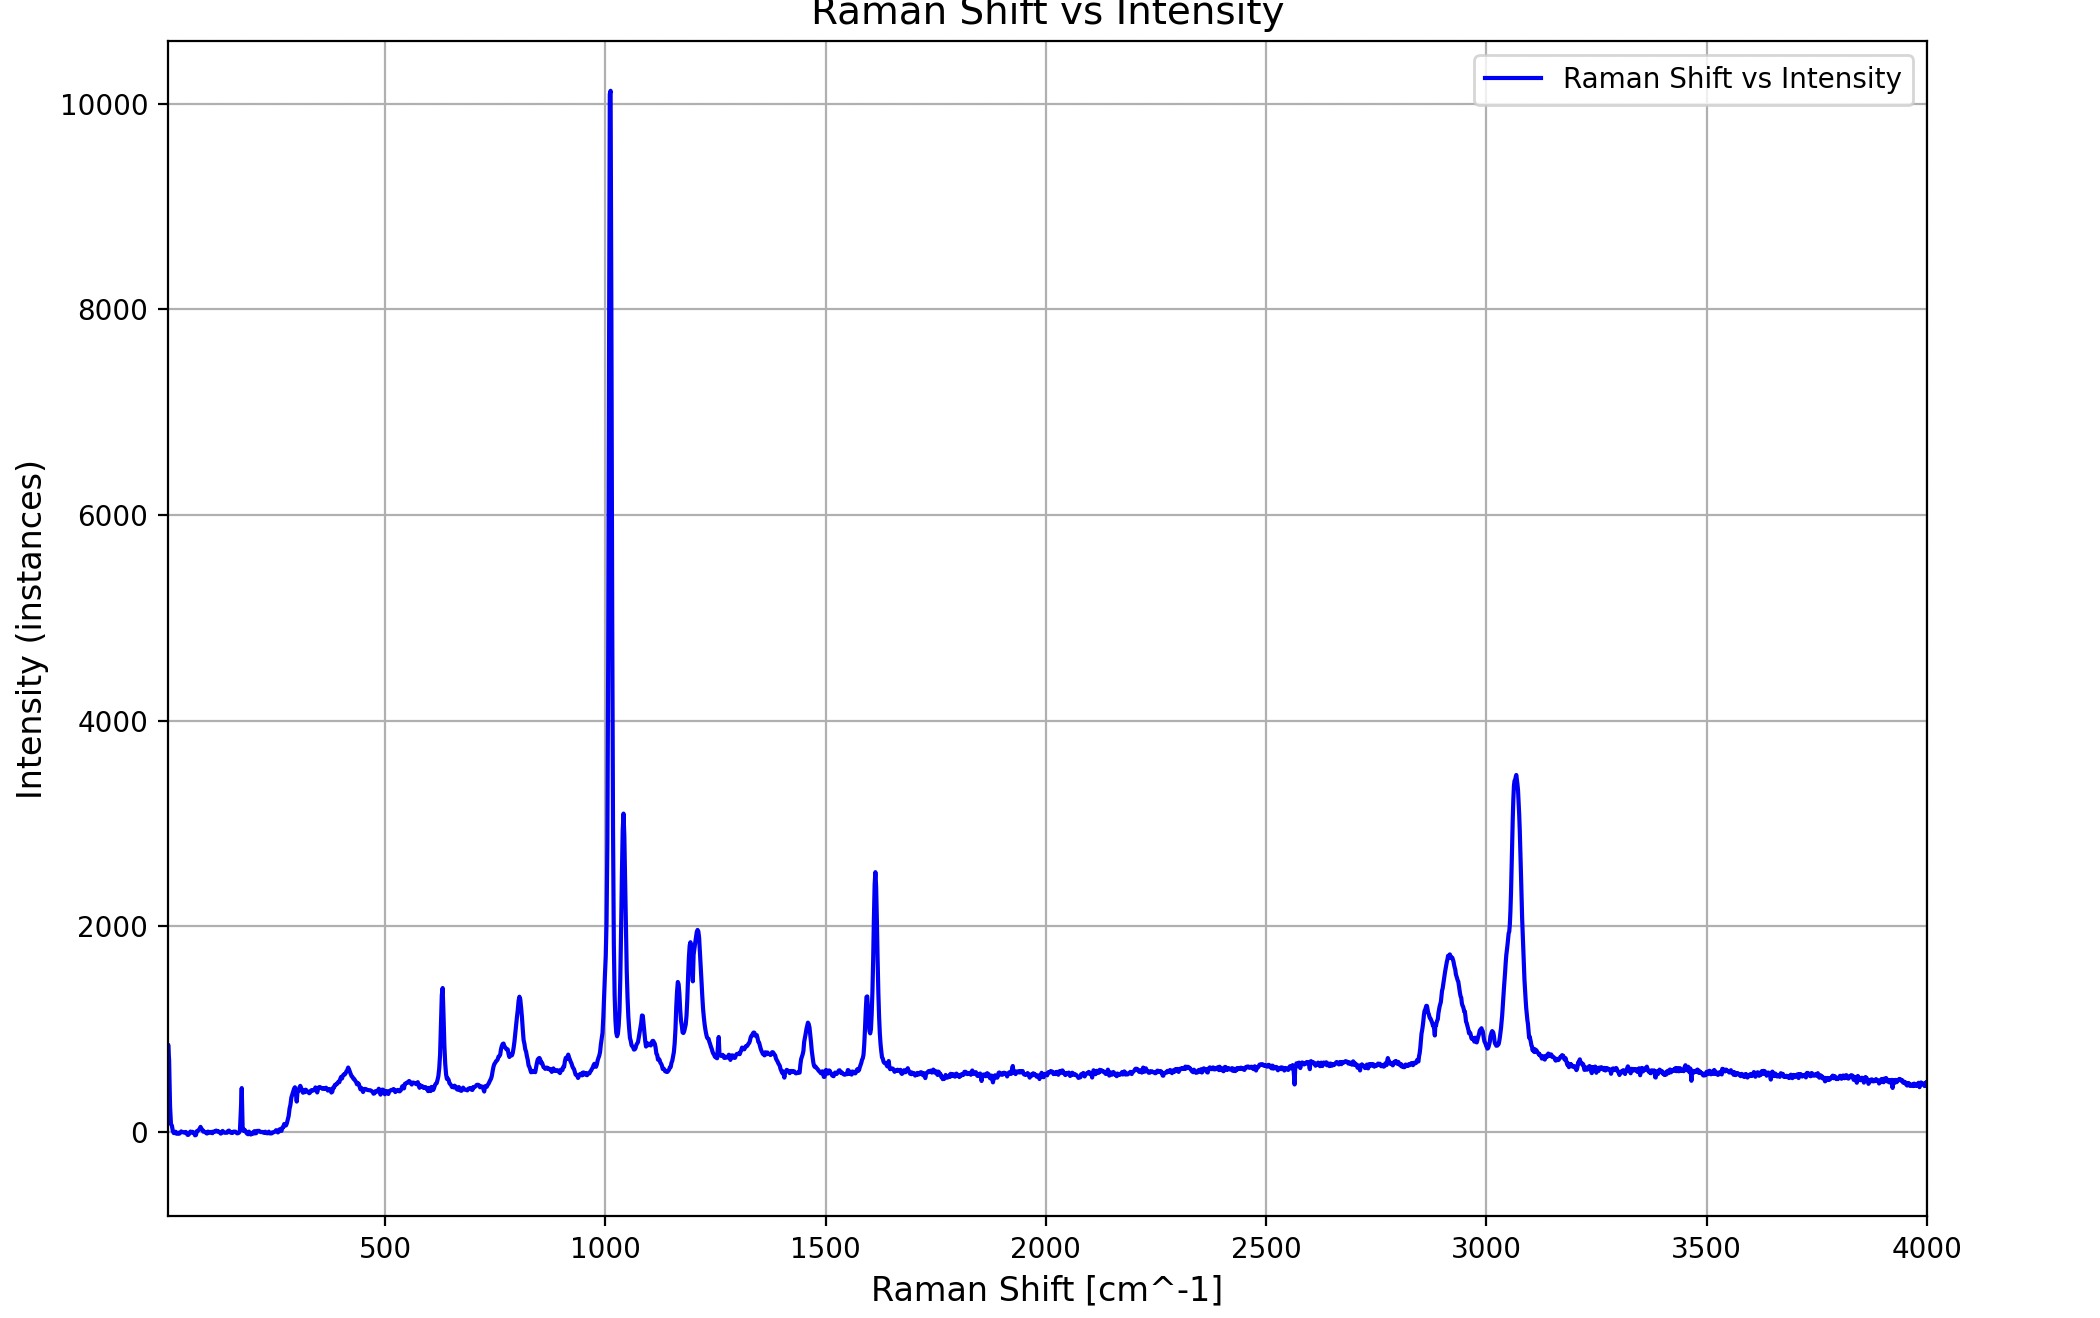 Raman Shift vs Intensity
Raman Shift vs Intensity
10000
8000
6000
4000
2000
0
Intensity (instances)
500 1000 1500 2000 2500 3000 3500 4000
Raman Shift [cm^-1]